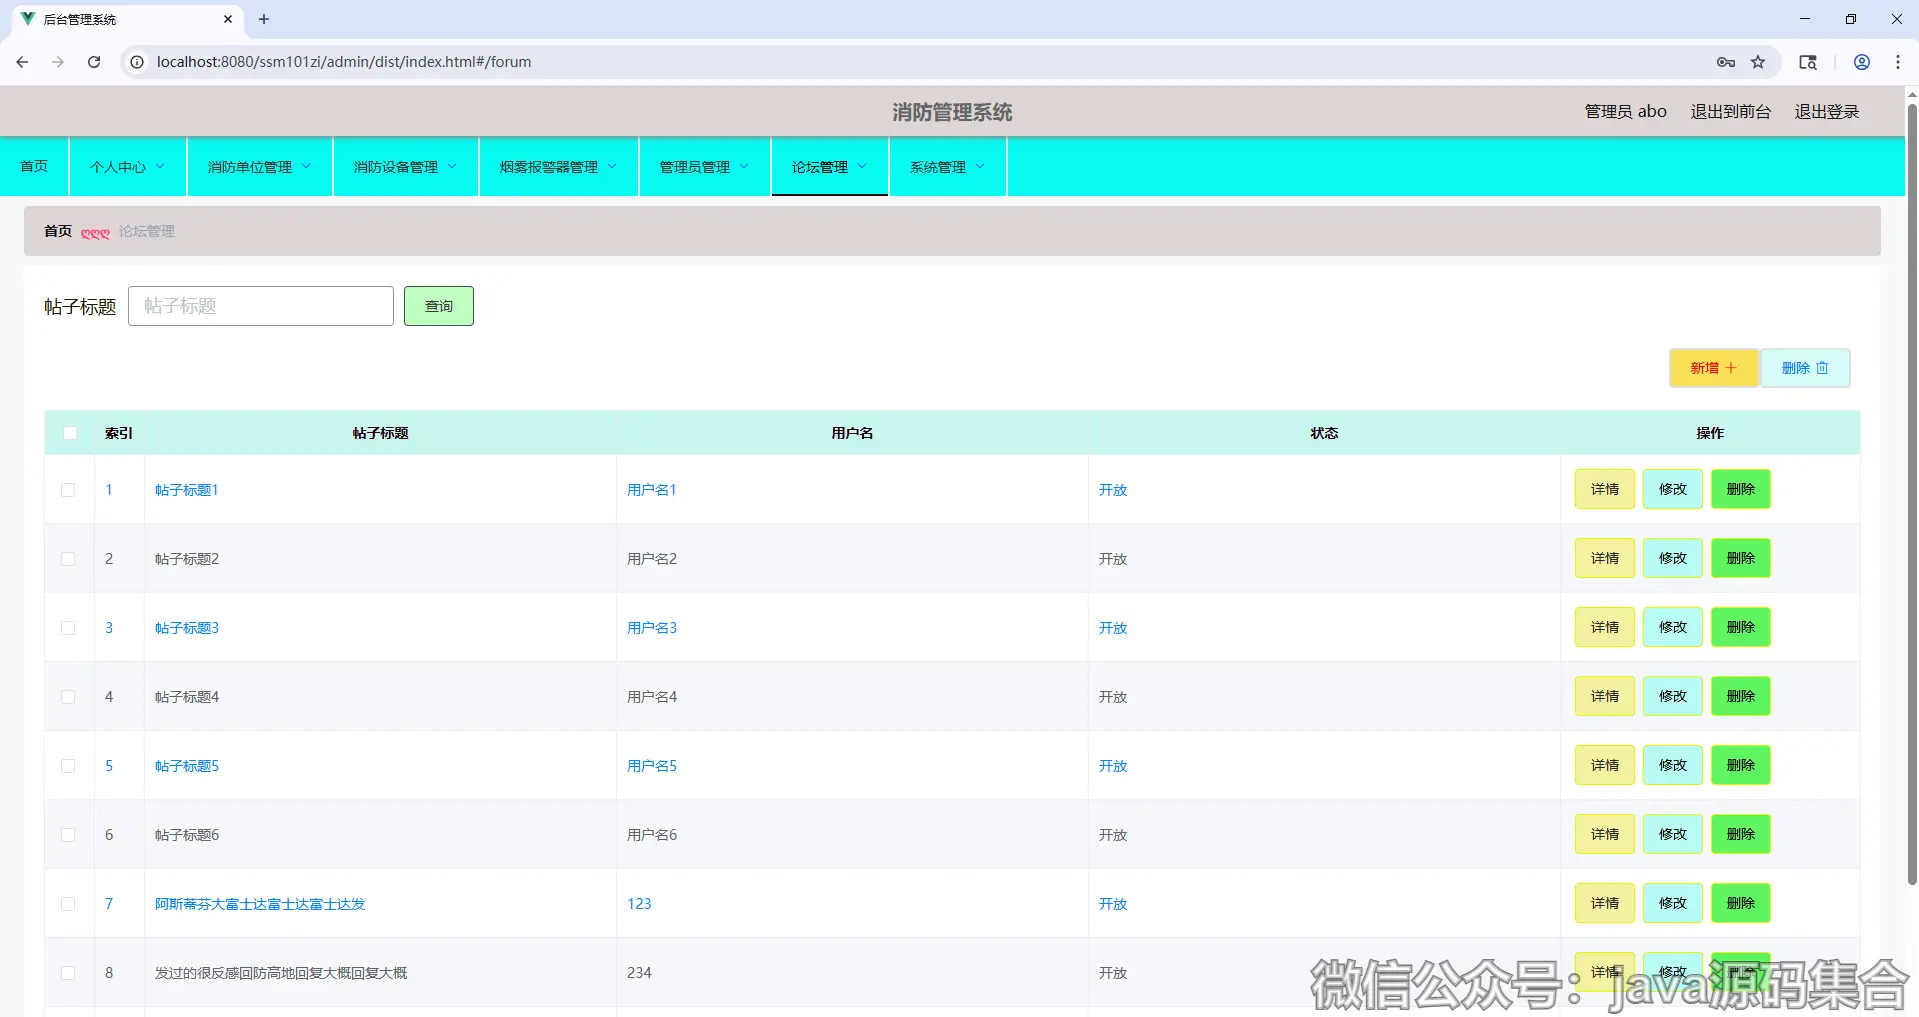 后台管理系统
localhost:8080/ssm101zi/admin/dist/index.html#/forum
消防管理系统
管理员 abo 退出到前台 退出登录
首页 个人中心 消防单位管理 消防设备管理 烟雾报警器管理 管理员管理 论坛管理 系统管理
首页 ღღღ 论坛管理
帖子标题 帖子标题 查询
新增 删除
索引 帖子标题 用户名 状态 操作
1 帖子标题1 用户名1 开放 详情 修改 删除
2 帖子标题2 用户名2 开放 详情 修改 删除
3 帖子标题3 用户名3 开放 详情 修改 删除
4 帖子标题4 用户名4 开放 详情 修改 删除
5 帖子标题5 用户名5 开放 详情 修改 删除
6 帖子标题6 用户名6 开放 详情 修改 删除
7 阿斯蒂芬大富士达富士达富士达发 123 开放 详情 修改 删除
8 发过的很反感回防高地回复大概回复大概 234 开放 详情 修改 删除
微信公众号：java源码集合